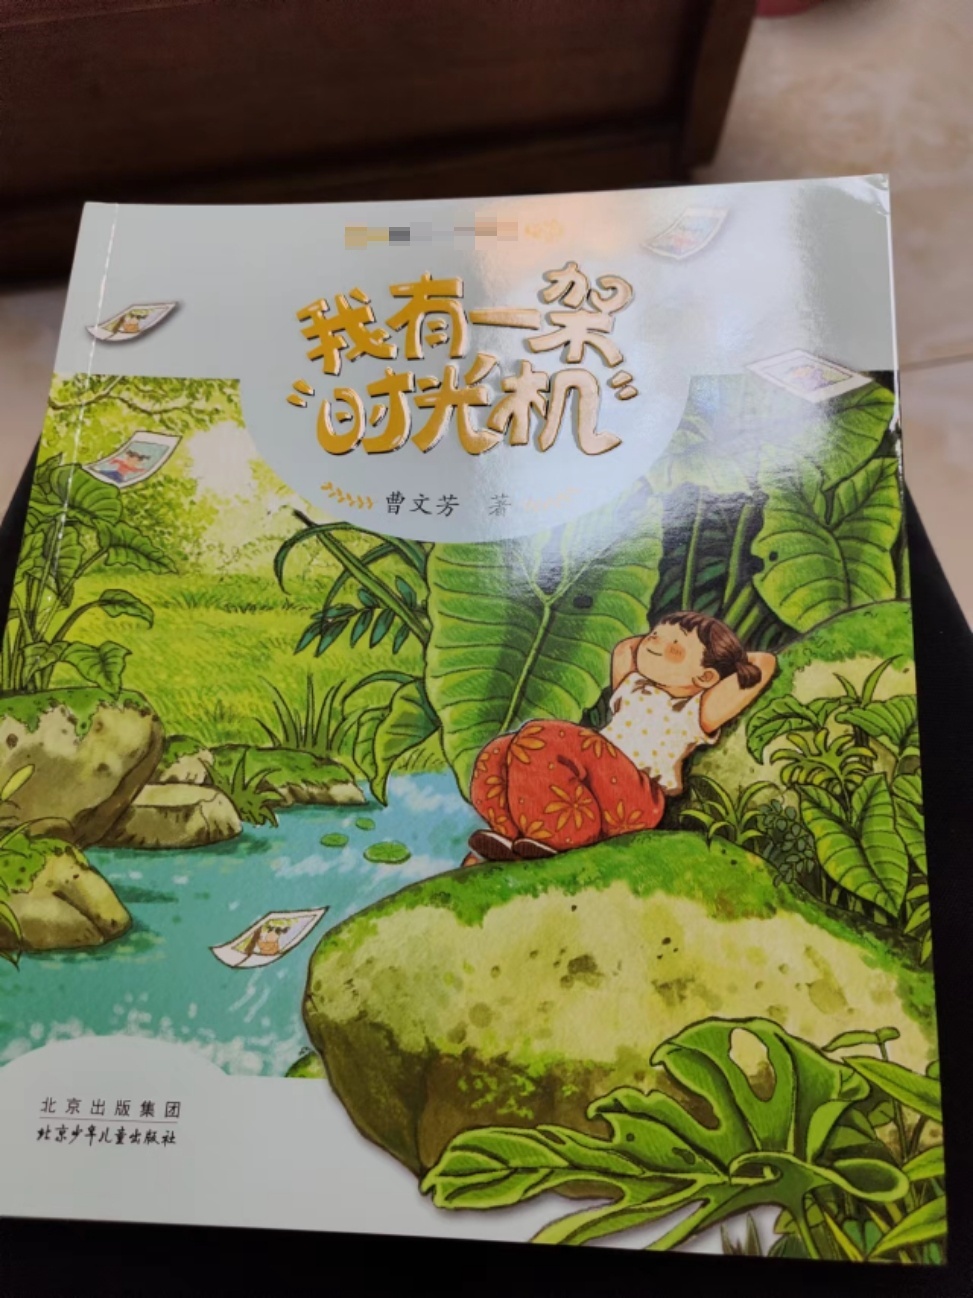 我有一架
"时光机"
曹文芳 著
北京出版集团
北京少年儿童出版社